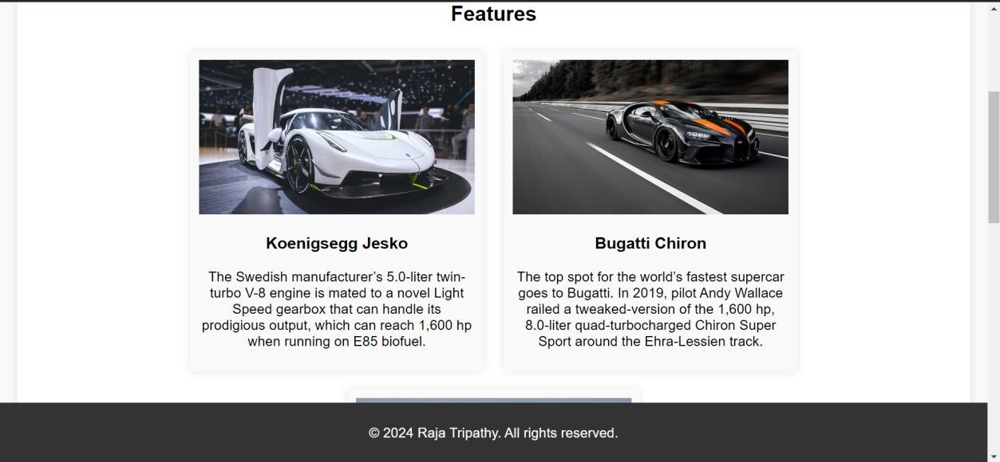 Features
Koenigsegg Jesko
The Swedish manufacturer’s 5.0-liter twin-
turbo V-8 engine is mated to a novel Light
Speed gearbox that can handle its
prodigious output, which can reach 1,600 hp
when running on E85 biofuel.
Bugatti Chiron
The top spot for the world’s fastest supercar
goes to Bugatti. In 2019, pilot Andy Wallace
railed a tweaked-version of the 1,600 hp,
8.0-liter quad-turbocharged Chiron Super
Sport around the Ehra-Lessien track.
© 2024 Raja Tripathy. All rights reserved.